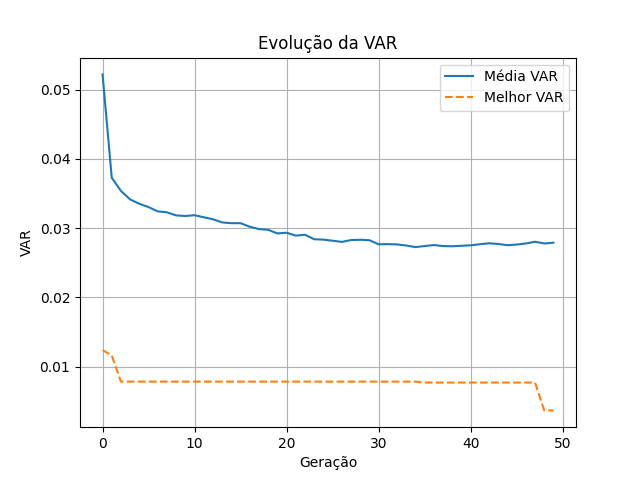 Evolução da VAR
Média VAR
Melhor VAR
VAR
0.05
0.04
0.03
0.02
0.01
0 10 20 30 40 50
Geração